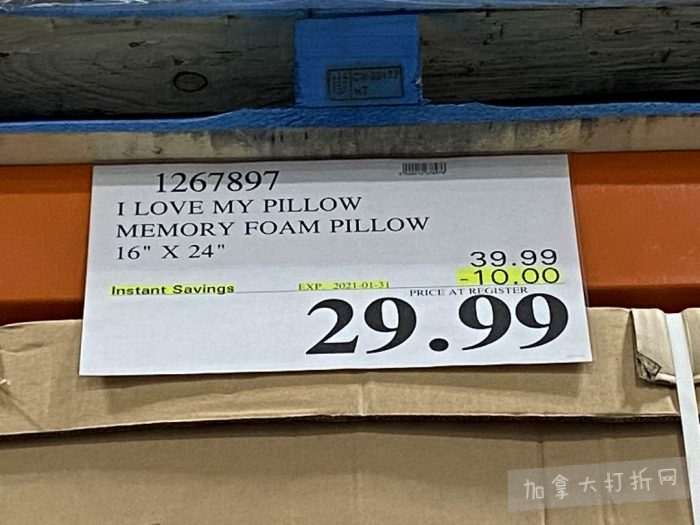 1267897
I LOVE MY PILLOW
MEMORY FOAM PILLOW
16" X 24"
39.99
-10.00
Instant Savings
EXP. 2021-01-31
PRICE AT REGISTER
29.99
加拿大打折网